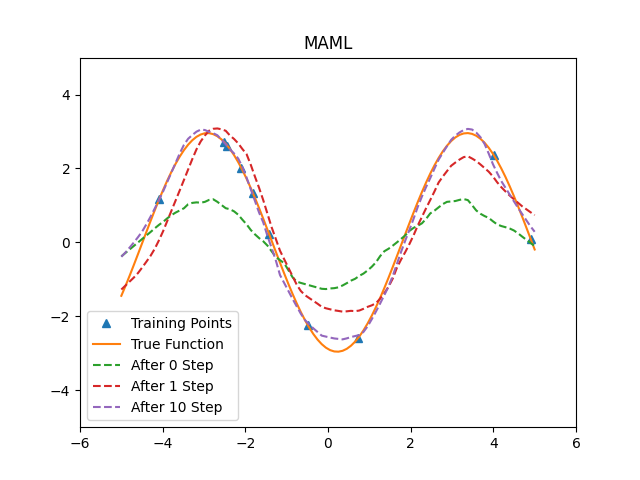 MAML
4
2
0
−2
−4
Training Points
True Function
After 0 Step
After 1 Step
After 10 Step
−6
−4
−2
0
2
4
6